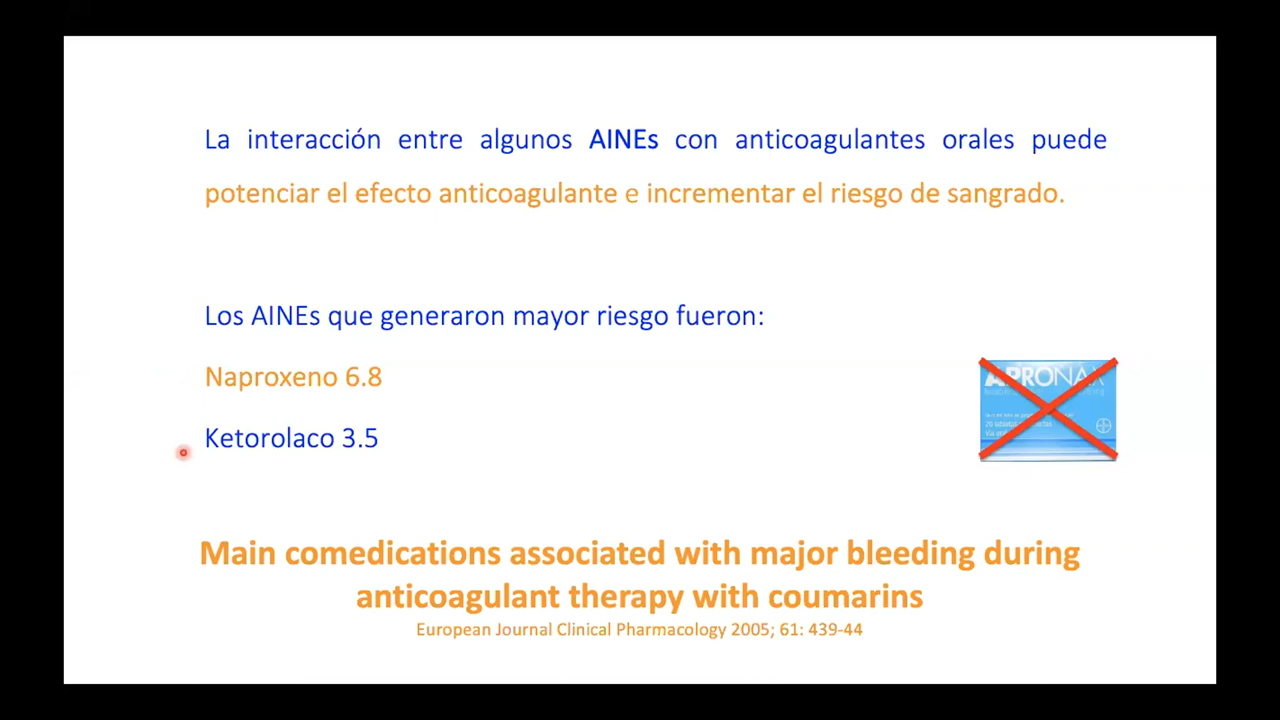 La interacción entre algunos AINEs con anticoagulantes orales puede
potenciar el efecto anticoagulante e incrementar el riesgo de sangrado.
Los AINEs que generaron mayor riesgo fueron:
Naproxeno 6.8
APRONAX
Ketorolaco 3.5
Main comedications associated with major bleeding during
anticoagulant therapy with coumarins
European Journal Clinical Pharmacology 2005; 61: 439-44